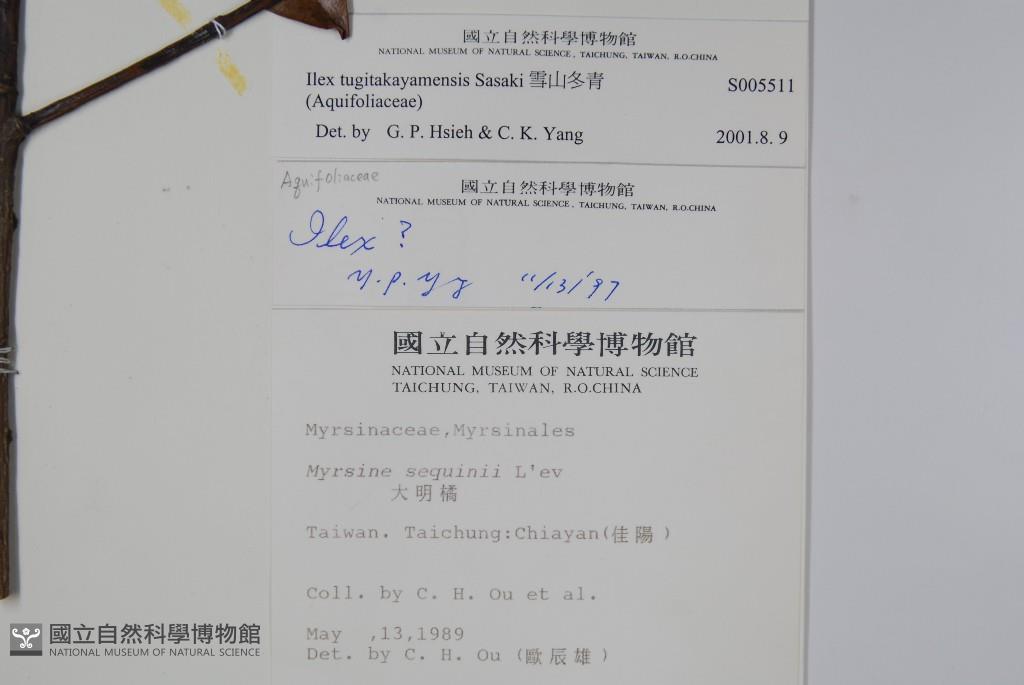 國立自然科學博物館
NATIONAL MUSEUM OF NATURAL SCIENCE, TAICHUNG, TAIWAN, R.O.CHINA
Ilex tugitakayamensis Sasaki 雪山冬青 S005511
(Aquifoliaceae)
Det. by G. P. Hsieh & C. K. Yang 2001.8. 9
Aquifoliaceae
國立自然科學博物館
NATIONAL MUSEUM OF NATURAL SCIENCE, TAICHUNG, TAIWAN, R.O.CHINA
Ilex ?
11/13/'97
國立自然科學博物館
NATIONAL MUSEUM OF NATURAL SCIENCE
TAICHUNG, TAIWAN, R.O.CHINA
Myrsinaceae,Myrsinales
Myrsine sequinii L'ev
大明橘
Taiwan. Taichung:Chiayan(佳陽)
Coll. by C. H. Ou et al.
May ,13,1989
Det. by C. H. Ou (歐辰雄)
國立自然科學博物館
NATIONAL MUSEUM OF NATURAL SCIENCE